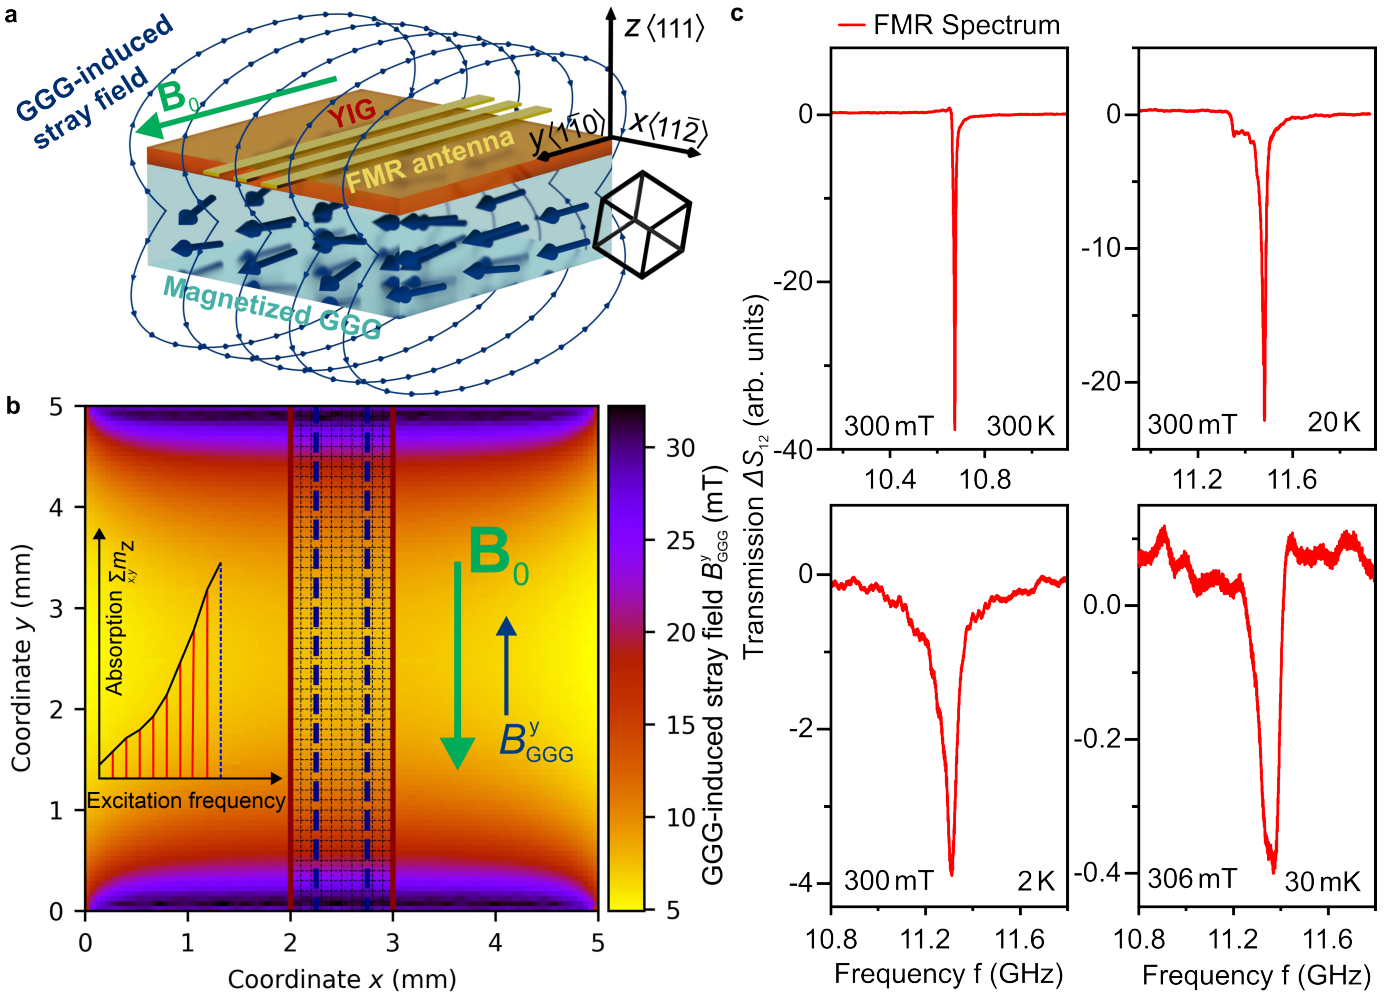 a
GGG-induced
stray field
B₀
YIG
FMR antenna
Magnetized GGG
z⟨111⟩
y⟨1̄10⟩
x⟨112̄⟩
b
5
4
3
2
1
0
0
1
2
3
4
5
Coordinate y (mm)
Coordinate x (mm)
Absorption Σ mz
x,y
Excitation frequency
B₀
Bʸ_GGG
30
25
20
15
10
5
GGG-induced stray field Bʸ_GGG (mT)
c
FMR Spectrum
Transmission ΔS₁₂ (arb. units)
0
-20
-40
300 mT
300 K
10.4
10.8
0
-10
-20
300 mT
20 K
11.2
11.6
0
-2
-4
300 mT
2 K
10.8
11.2
11.6
Frequency f (GHz)
0.0
-0.2
-0.4
306 mT
30 mK
10.8
11.2
11.6
Frequency f (GHz)